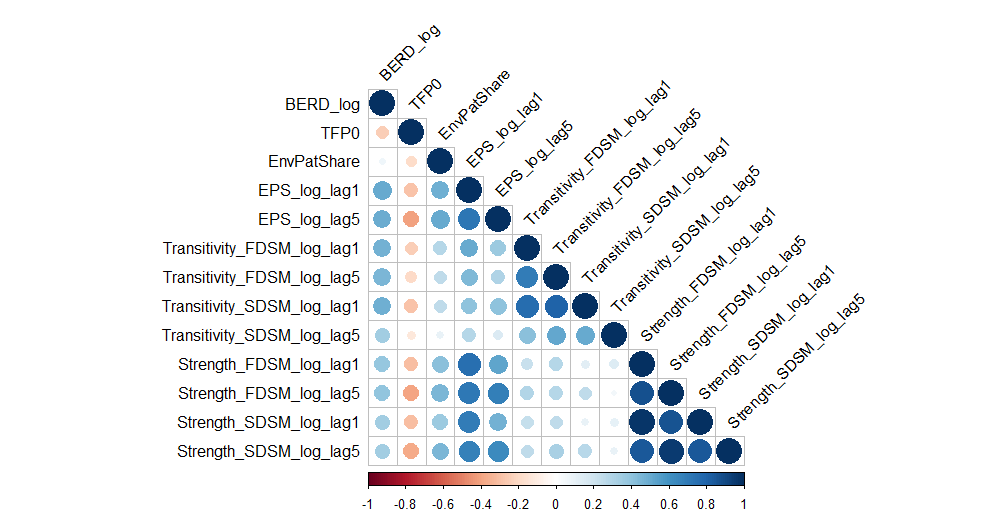 BERD_log
TFP0
EnvPatShare
EPS_log_lag1
EPS_log_lag5
Transitivity_FDSM_log_lag1
Transitivity_FDSM_log_lag5
Transitivity_SDSM_log_lag1
Transitivity_SDSM_log_lag5
Strength_FDSM_log_lag1
Strength_FDSM_log_lag5
Strength_SDSM_log_lag1
Strength_SDSM_log_lag5
BERD_log
TFP0
EnvPatShare
EPS_log_lag1
EPS_log_lag5
Transitivity_FDSM_log_lag1
Transitivity_FDSM_log_lag5
Transitivity_SDSM_log_lag1
Transitivity_SDSM_log_lag5
Strength_FDSM_log_lag1
Strength_FDSM_log_lag5
Strength_SDSM_log_lag1
Strength_SDSM_log_lag5
-1 -0.8 -0.6 -0.4 -0.2 0 0.2 0.4 0.6 0.8 1